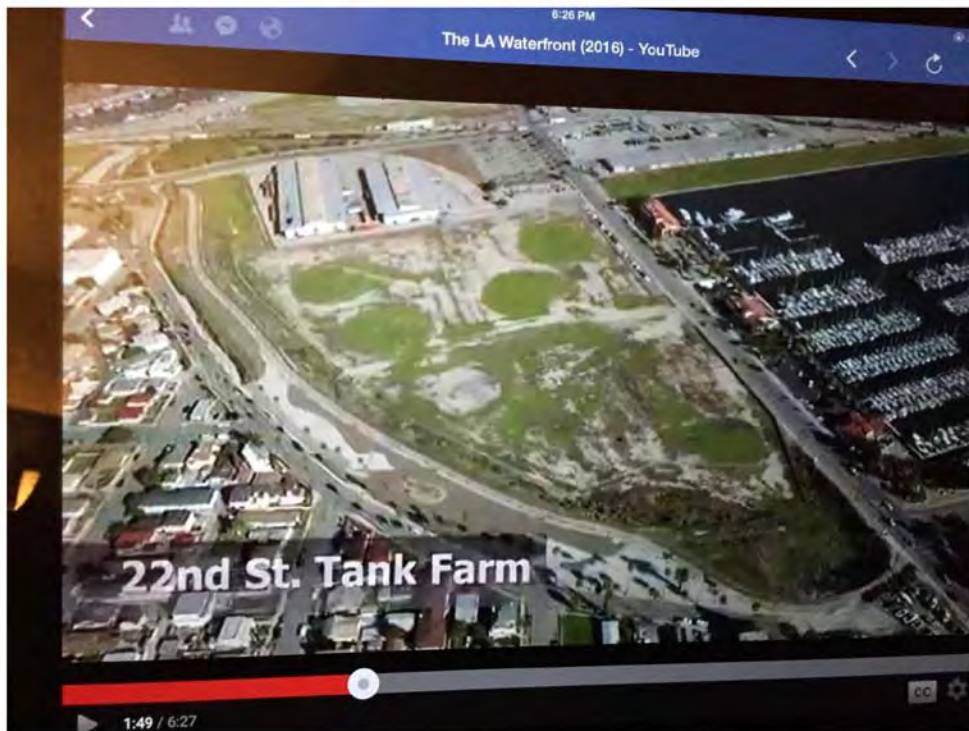 6:26 PM
The LA Waterfront (2016) - YouTube
22nd St. Tank Farm
CC
1:49 / 6:27